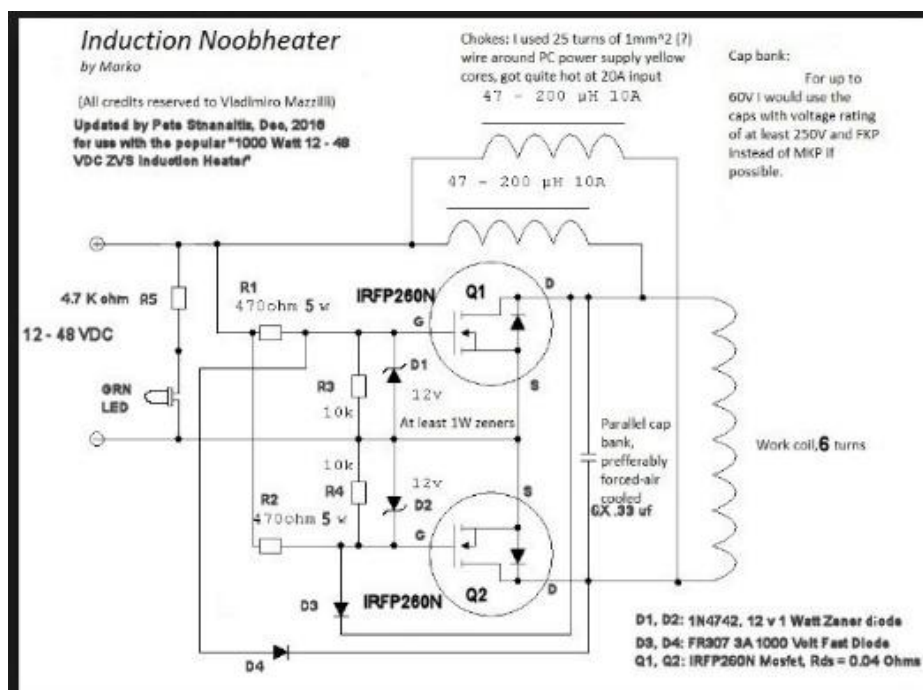 Induction Noobheater
by Marko
(All credits reserved to Vladimiro Mazzilli)
Updated by Pete Stnanaitis, Dec, 2016
for use with the popular "1000 Watt 12 - 48
VDC ZVS Induction Heater"
Chokes: I used 25 turns of 1mm^2 (?)
wire around PC power supply yellow
cores, got quite hot at 20A input
47 - 200 µH 10A
47 - 200 µH 10A
Cap bank:
For up to
60V I would use the
caps with voltage rating
of at least 250V and FKP
instead of MKP if
possible.
+
4.7 K ohm R5
12 - 48 VDC
GRN
LED
-
R1
470ohm 5 w
IRFP260N
Q1
D
G
S
R3
10k
D1
12v
At least 1W zeners
10k
R4
12v
D2
R2
470ohm 5 w
G
S
D
IRFP260N
Q2
D3
D4
Parallel cap
bank,
prefferably
forced-air
cooled
6X .33 uf
Work coil, 6 turns
D1, D2: 1N4742, 12 v 1 Watt Zener diode
D3, D4: FR307 3A 1000 Volt Fast Diode
Q1, Q2: IRFP260N Mosfet, Rds = 0.04 Ohms